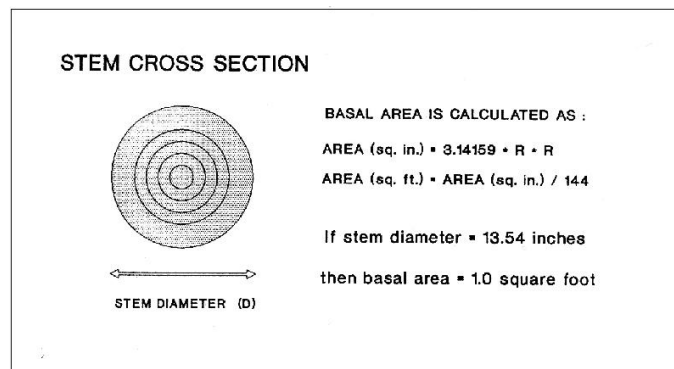 STEM CROSS SECTION
BASAL AREA IS CALCULATED AS :
AREA (sq. in.) = 3.14159 * R * R
AREA (sq. ft.) = AREA (sq. in.) / 144
If stem diameter = 13.54 inches
then basal area = 1.0 square foot
STEM DIAMETER (D)